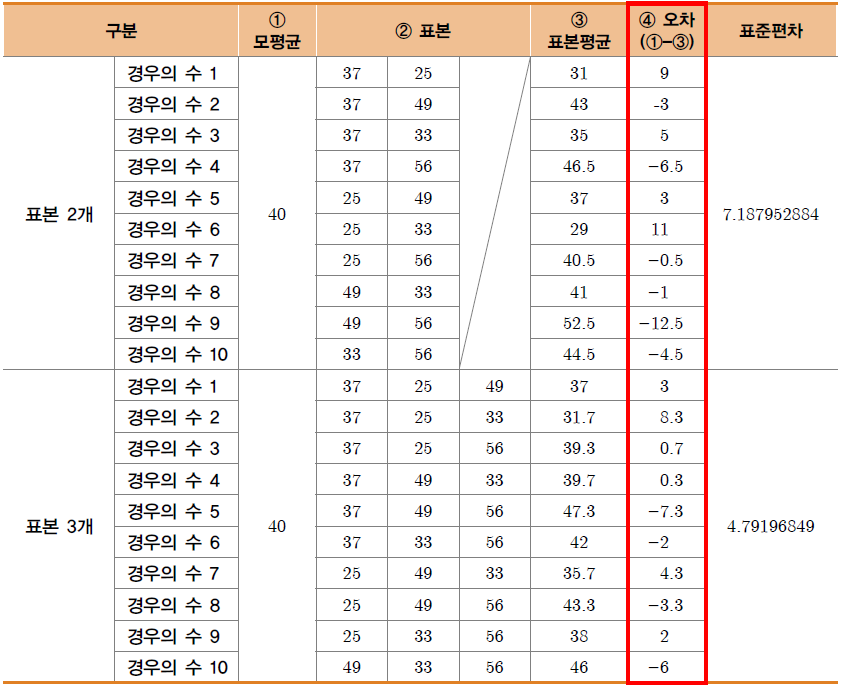 구분 ① 모평균 ② 표본 ③ 표본평균 ④ 오차 (①-③) 표준편차
표본 2개 40 7.187952884
경우의 수 1 37 25 31 9
경우의 수 2 37 49 43 -3
경우의 수 3 37 33 35 5
경우의 수 4 37 56 46.5 −6.5
경우의 수 5 25 49 37 3
경우의 수 6 25 33 29 11
경우의 수 7 25 56 40.5 −0.5
경우의 수 8 49 33 41 −1
경우의 수 9 49 56 52.5 −12.5
경우의 수 10 33 56 44.5 −4.5
표본 3개 40 4.79196849
경우의 수 1 37 25 49 37 3
경우의 수 2 37 25 33 31.7 8.3
경우의 수 3 37 25 56 39.3 0.7
경우의 수 4 37 49 33 39.7 0.3
경우의 수 5 37 49 56 47.3 −7.3
경우의 수 6 37 33 56 42 −2
경우의 수 7 25 49 33 35.7 4.3
경우의 수 8 25 49 56 43.3 −3.3
경우의 수 9 25 33 56 38 2
경우의 수 10 49 33 56 46 −6